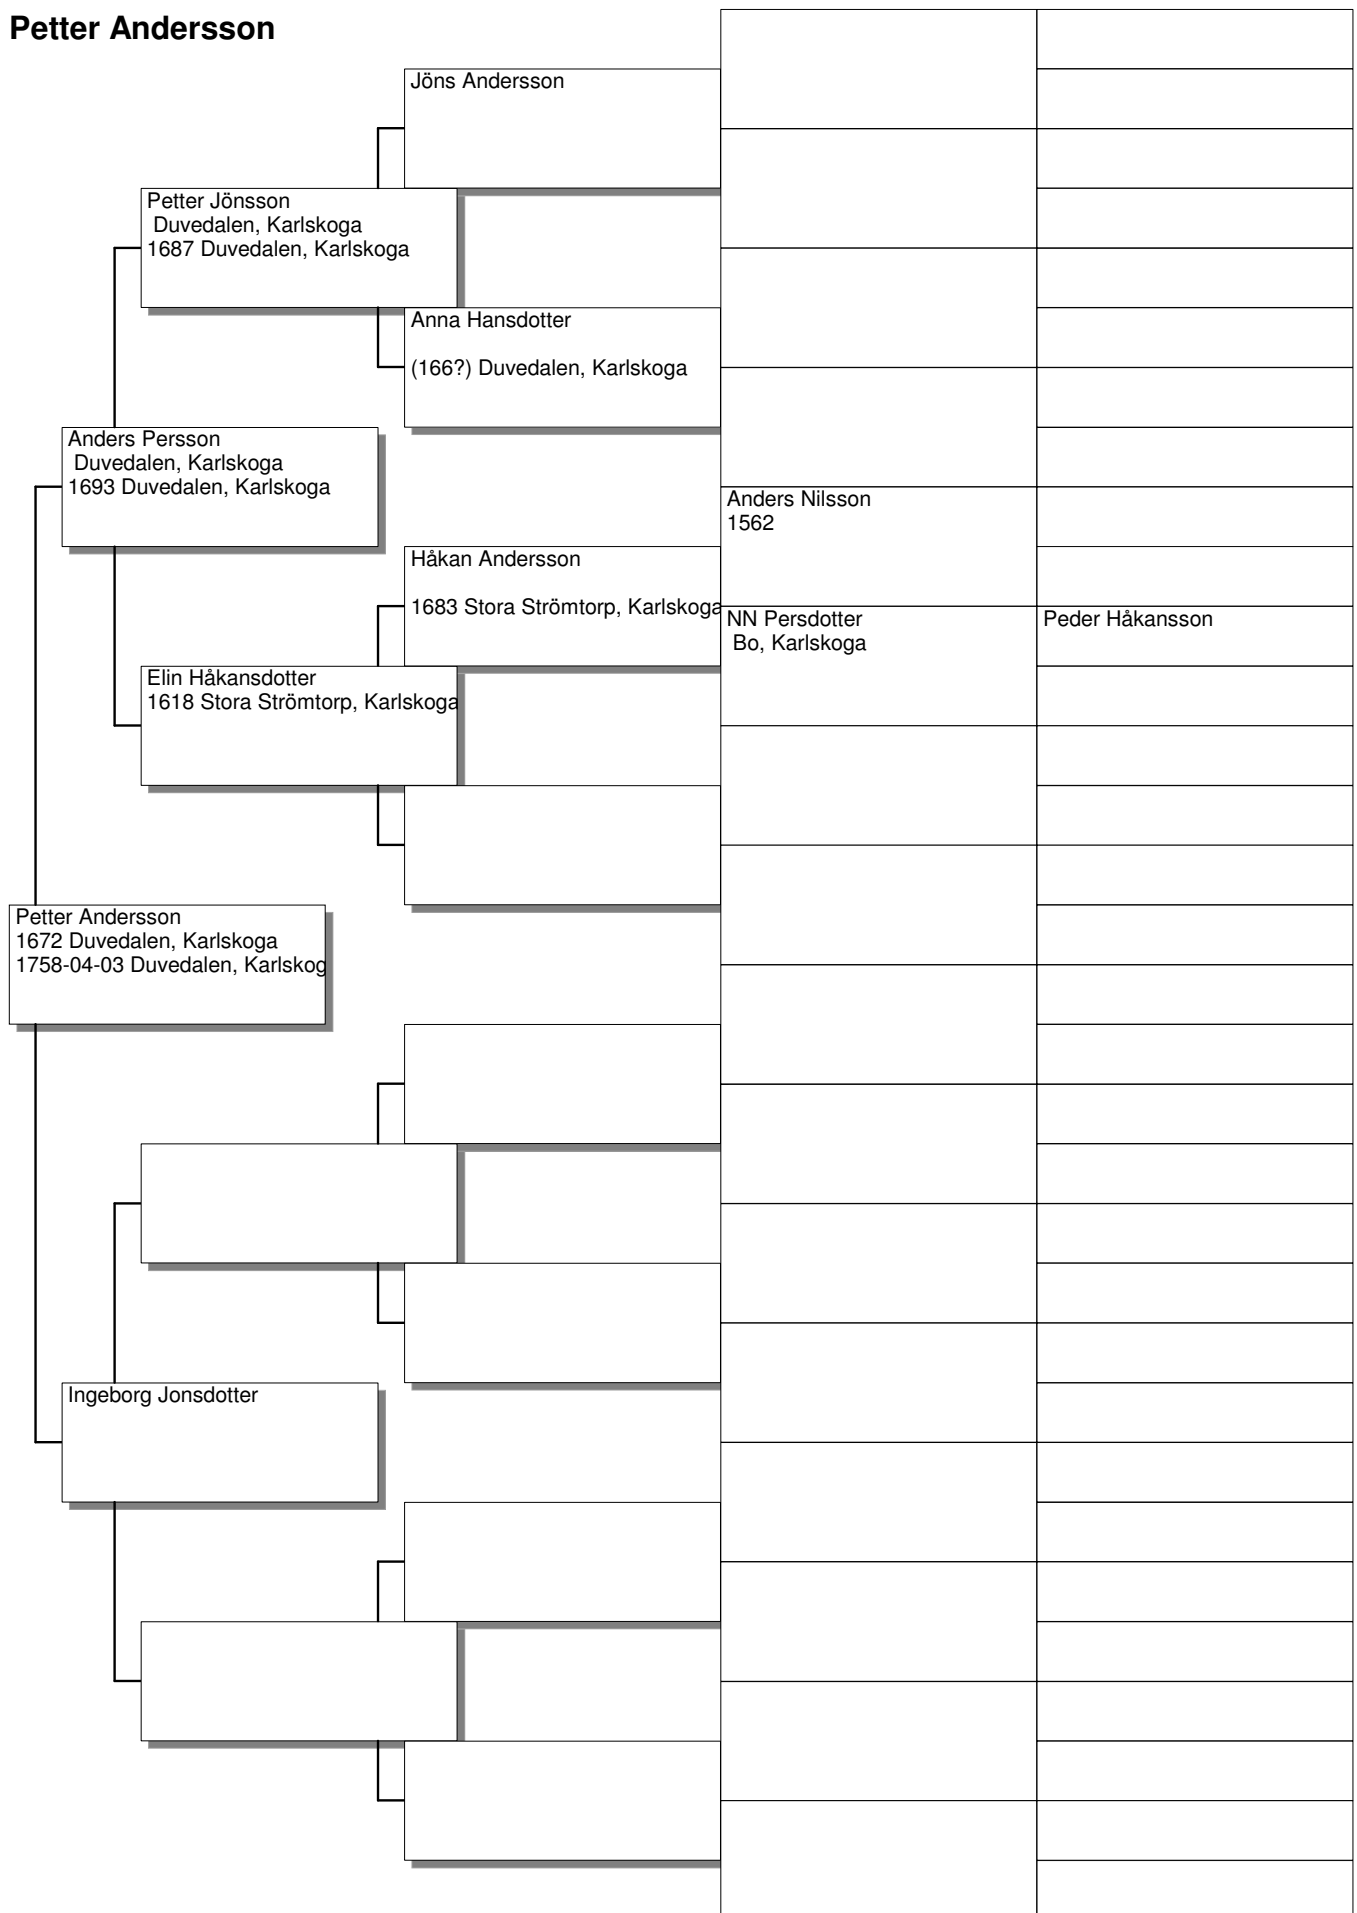 Petter Andersson
Jöns Andersson
Petter Jönsson
Duvedalen, Karlskoga
1687 Duvedalen, Karlskoga
Anna Hansdotter
(166?) Duvedalen, Karlskoga
Anders Persson
Duvedalen, Karlskoga
1693 Duvedalen, Karlskoga
Anders Nilsson
1562
Håkan Andersson
1683 Stora Strömtorp, Karlskoga
NN Persdotter
Bo, Karlskoga
Peder Håkansson
Elin Håkansdotter
1618 Stora Strömtorp, Karlskoga
Petter Andersson
1672 Duvedalen, Karlskoga
1758-04-03 Duvedalen, Karlskog
Ingeborg Jonsdotter